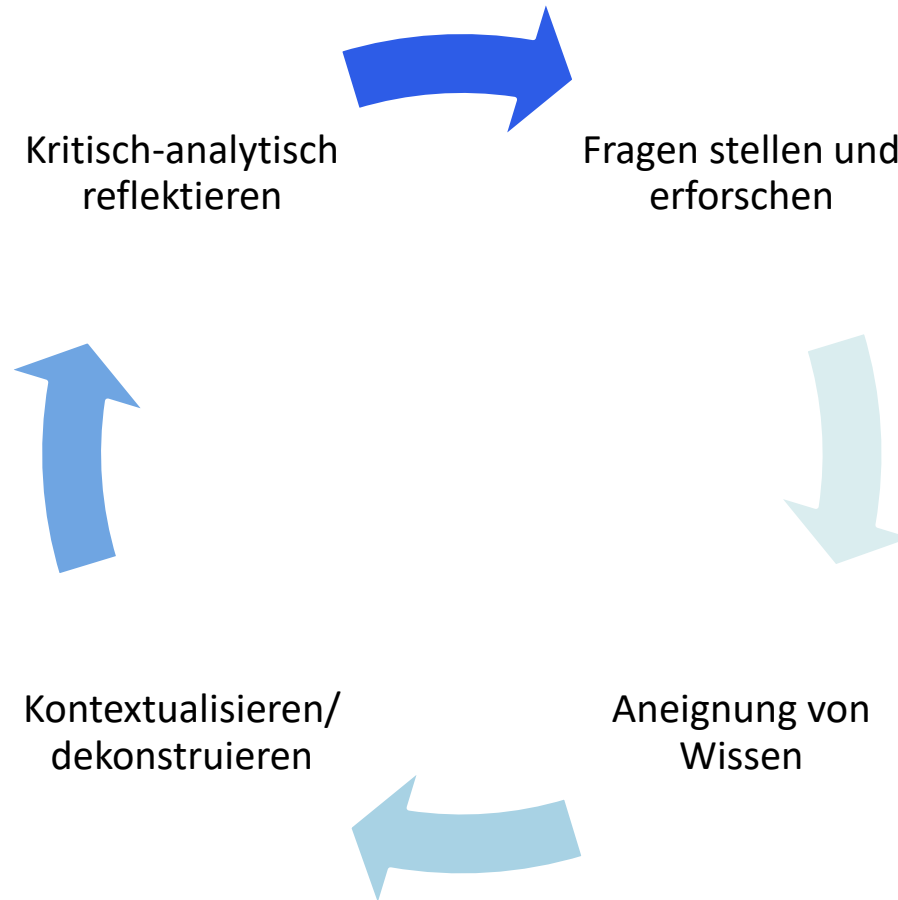 Kritisch-analytisch
reflektieren
Fragen stellen und
erforschen
Kontextualisieren/
dekonstruieren
Aneignung von
Wissen